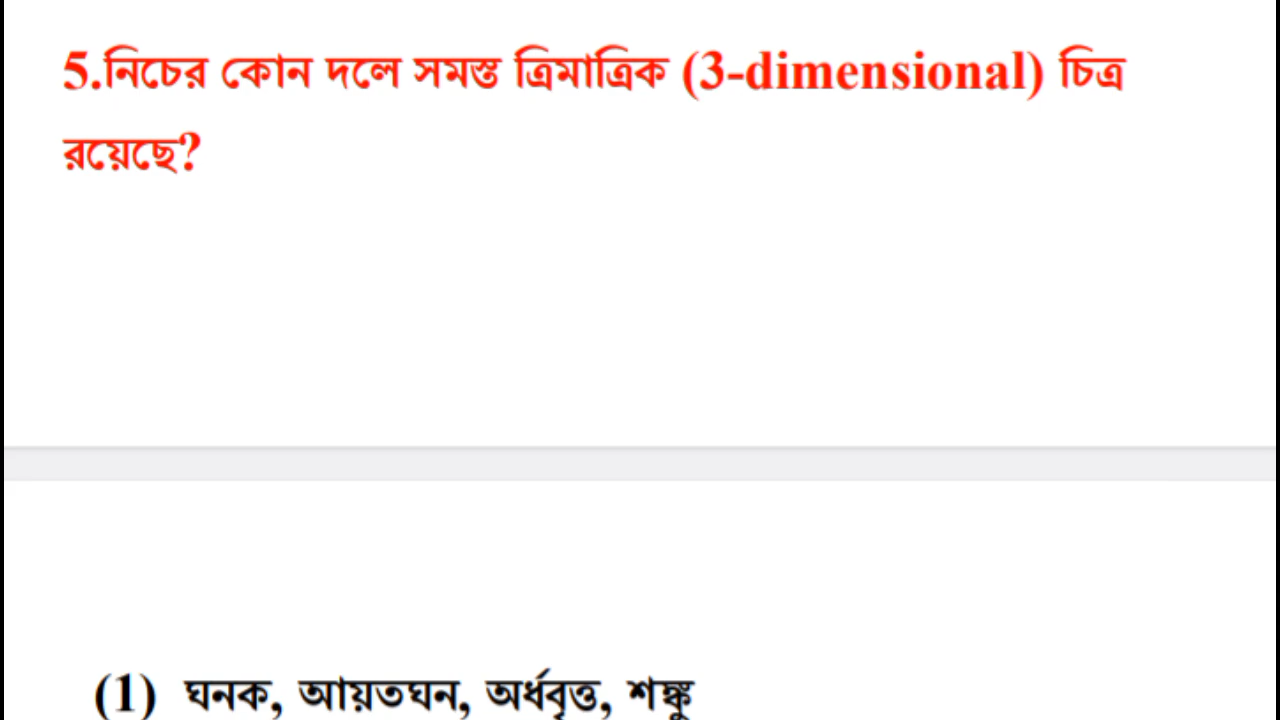 5.নিচের কোন দলে সমস্ত ত্রিমাত্রিক (3-dimensional) চিত্র
রয়েছে?
(1) ঘনক, আয়তঘন, অর্ধবৃত্ত, শঙ্কু